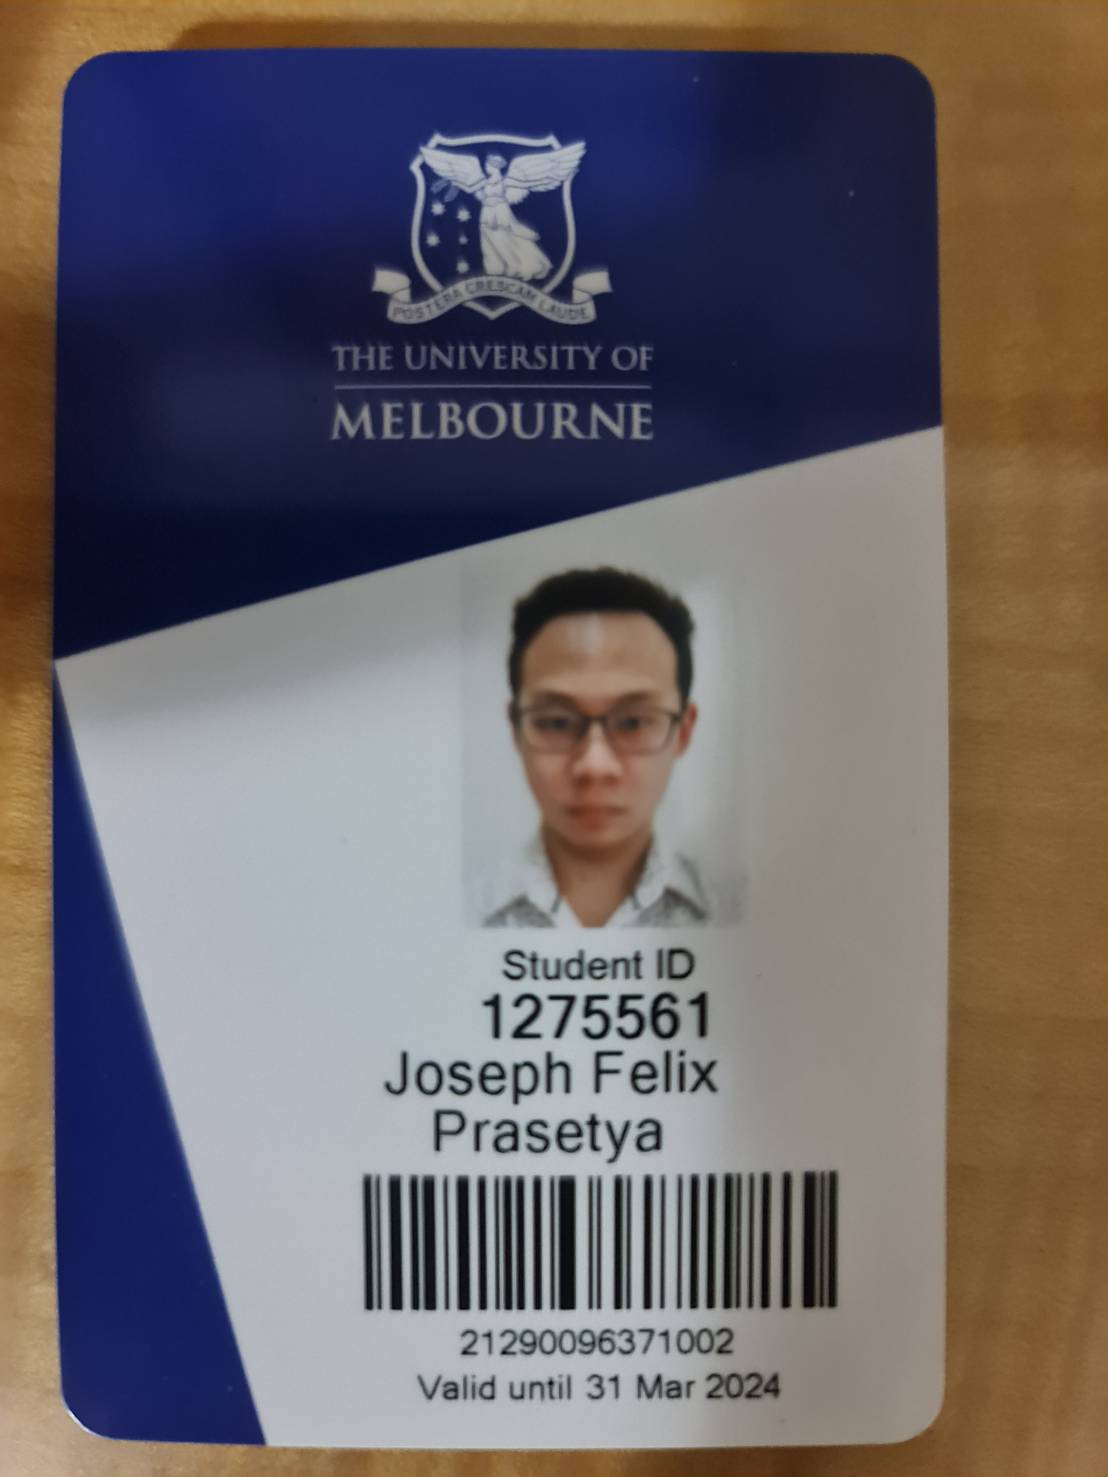 POSTERA CRESCAM LAUDE
THE UNIVERSITY OF
MELBOURNE
Student ID
1275561
Joseph Felix
Prasetya
21290096371002
Valid until 31 Mar 2024